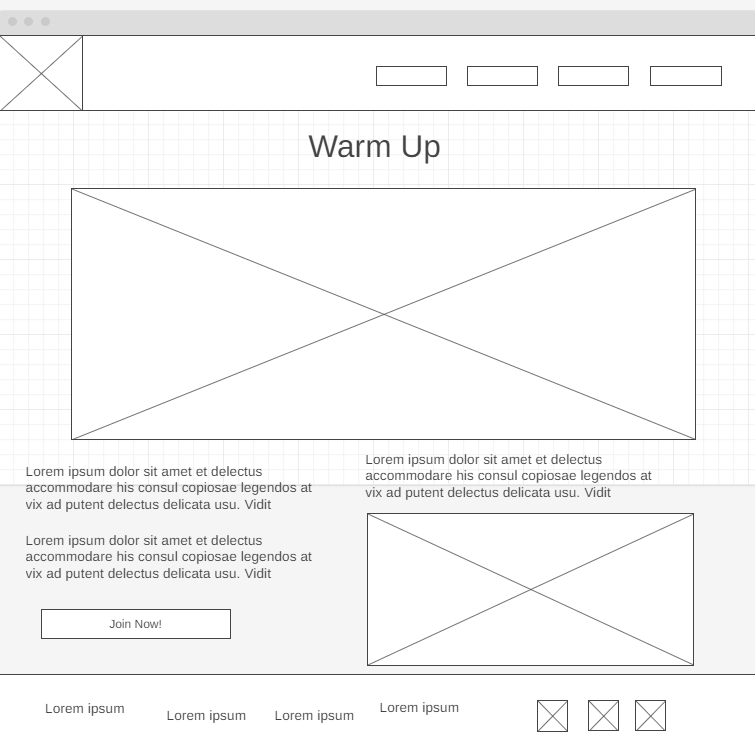 Warm Up
Lorem ipsum dolor sit amet et delectus
accommodare his consul copiosae legendos at
vix ad putent delectus delicata usu. Vidit
Lorem ipsum dolor sit amet et delectus
accommodare his consul copiosae legendos at
vix ad putent delectus delicata usu. Vidit
Join Now!
Lorem ipsum dolor sit amet et delectus
accommodare his consul copiosae legendos at
vix ad putent delectus delicata usu. Vidit
Lorem ipsum
Lorem ipsum
Lorem ipsum
Lorem ipsum